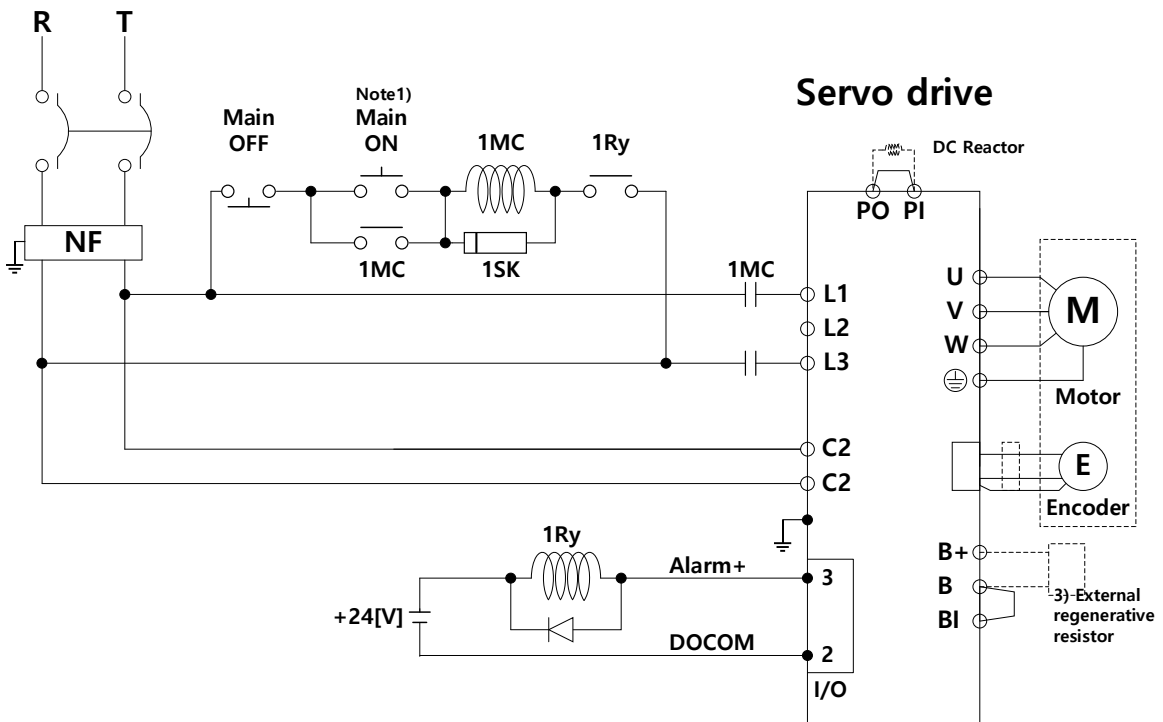 R
T
Servo drive
Note1)
Main
OFF
Main
ON
1MC
1Ry
DC Reactor
PO
PI
NF
1MC
1SK
1MC
L1
L2
L3
U
V
W
M
Motor
C2
C2
E
Encoder
1Ry
Alarm+
3
+24[V]
DOCOM
2
I/O
B+
B
BI
3) External
regenerative
resistor